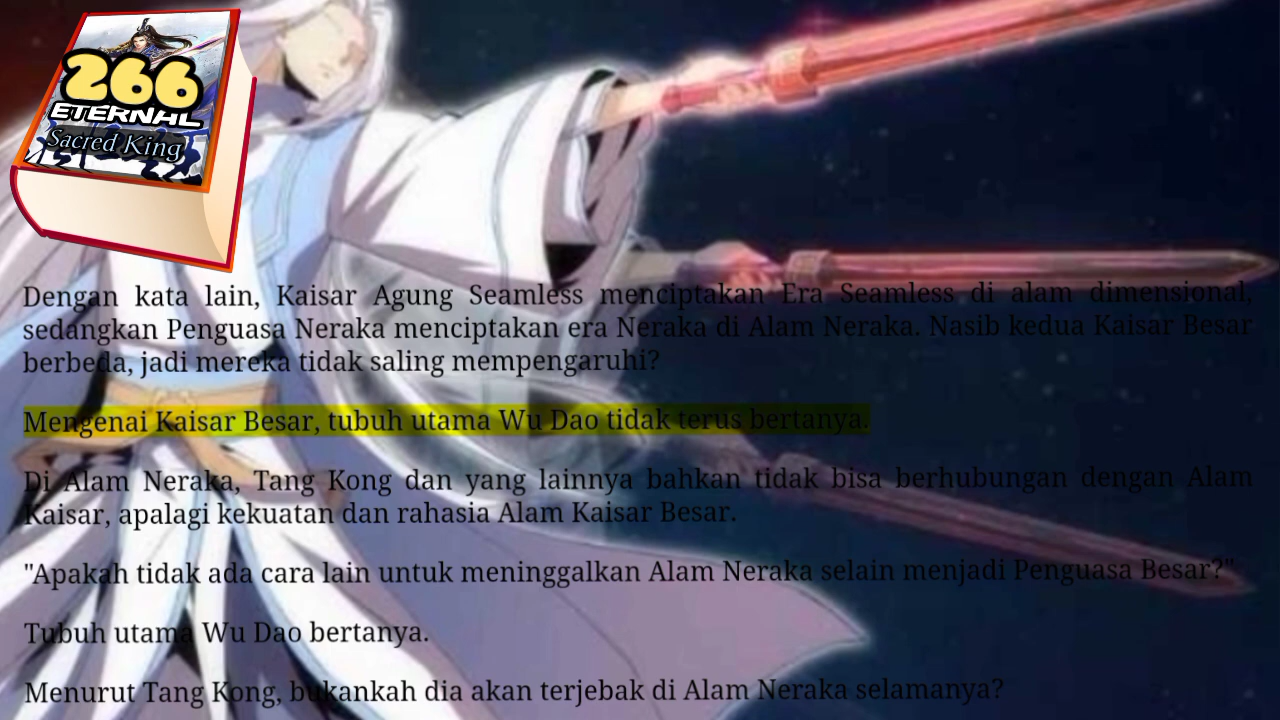 266
ETERNAL
Sacred King
Dengan kata lain, Kaisar Agung Seamless menciptakan Era Seamless di alam dimensional,
sedangkan Penguasa Neraka menciptakan era Neraka di Alam Neraka. Nasib kedua Kaisar Besar
berbeda, jadi mereka tidak saling mempengaruhi?
Mengenai Kaisar Besar, tubuh utama Wu Dao tidak terus bertanya.
Di Alam Neraka, Tang Kong dan yang lainnya bahkan tidak bisa berhubungan dengan Alam
Kaisar, apalagi kekuatan dan rahasia Alam Kaisar Besar.
"Apakah tidak ada cara lain untuk meninggalkan Alam Neraka selain menjadi Penguasa Besar?"
Tubuh utama Wu Dao bertanya.
Menurut Tang Kong, bukankah dia akan terjebak di Alam Neraka selamanya?